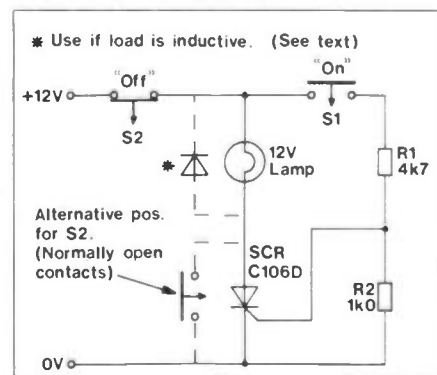 * Use if load is inductive. (See text)
"Off"
"On"
+12V
S2
S1
12V
Lamp
*
R1
4k7
Alternative pos.
for S2.
(Normally open
contacts)
SCR
C106D
R2
1k0
0V